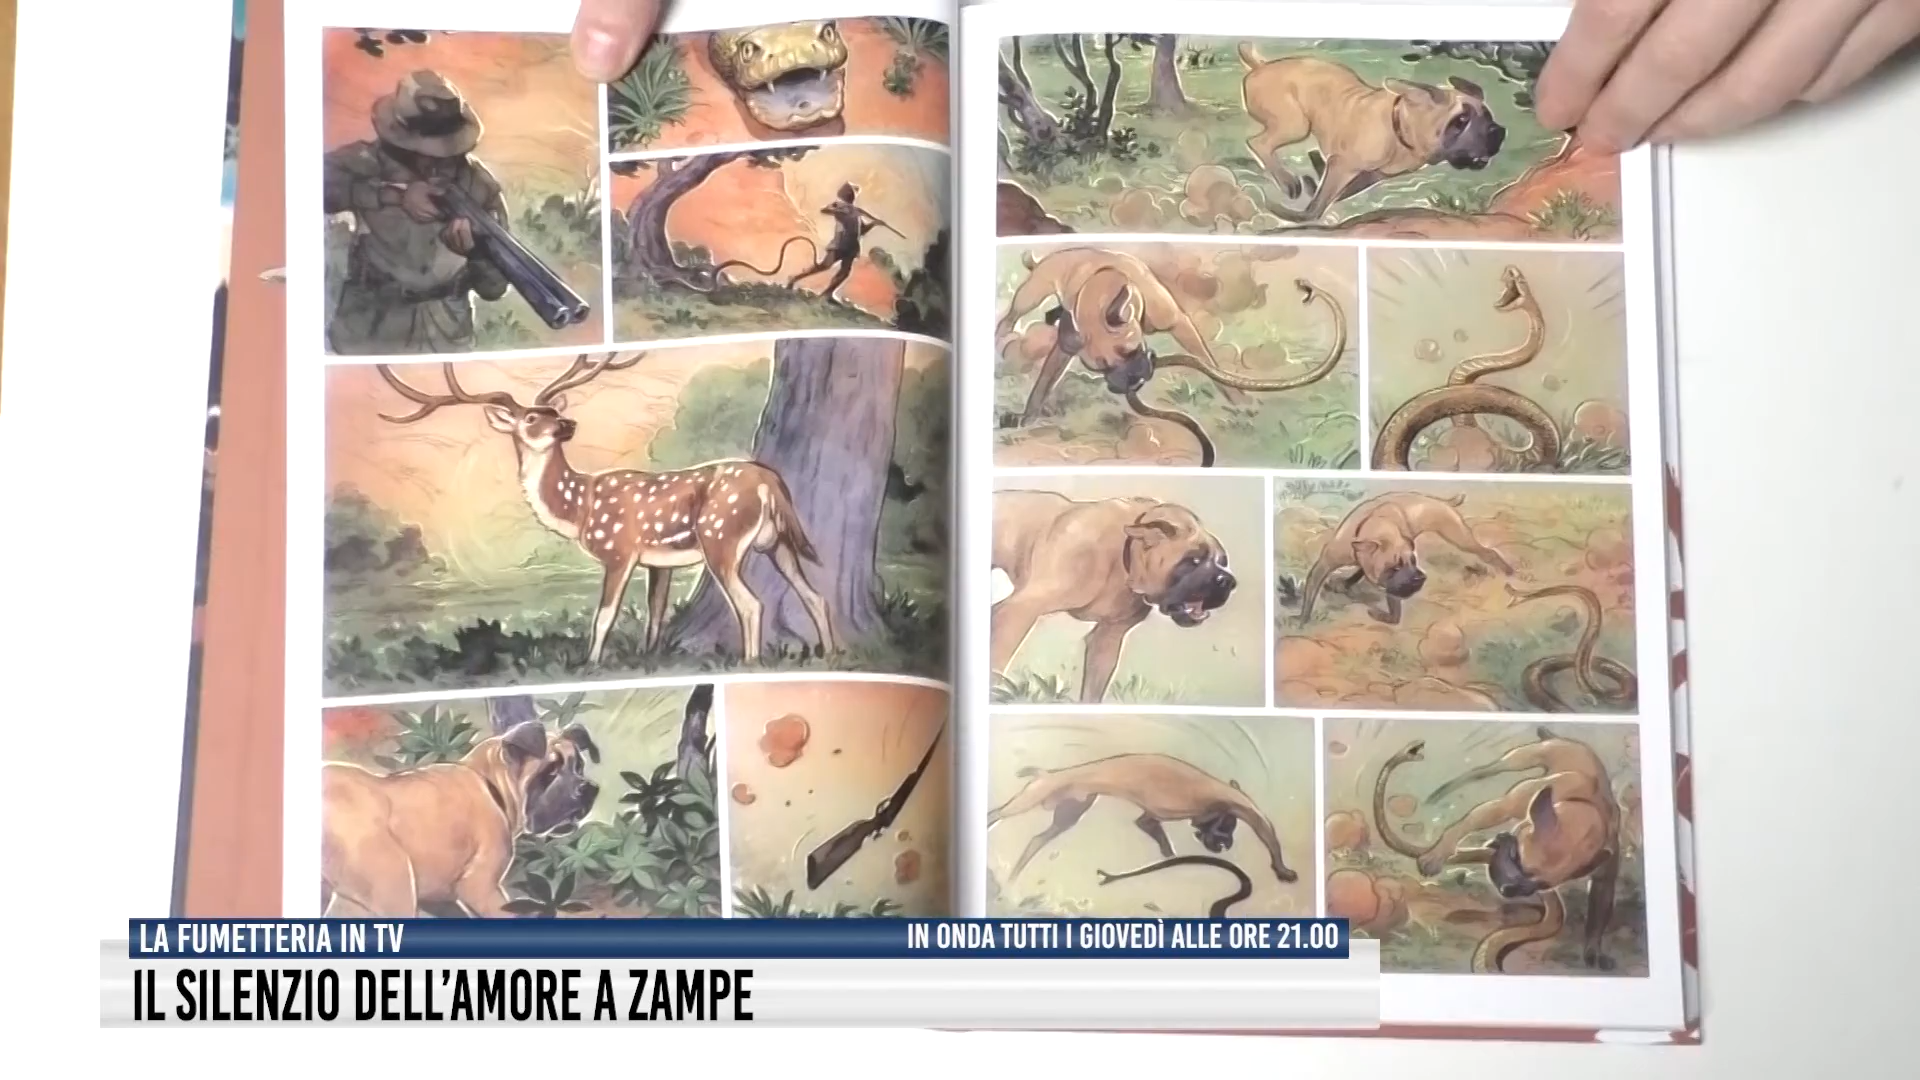 LA FUMETTERIA IN TV
IN ONDA TUTTI I GIOVEDÌ ALLE ORE 21.00
IL SILENZIO DELL'AMORE A ZAMPE